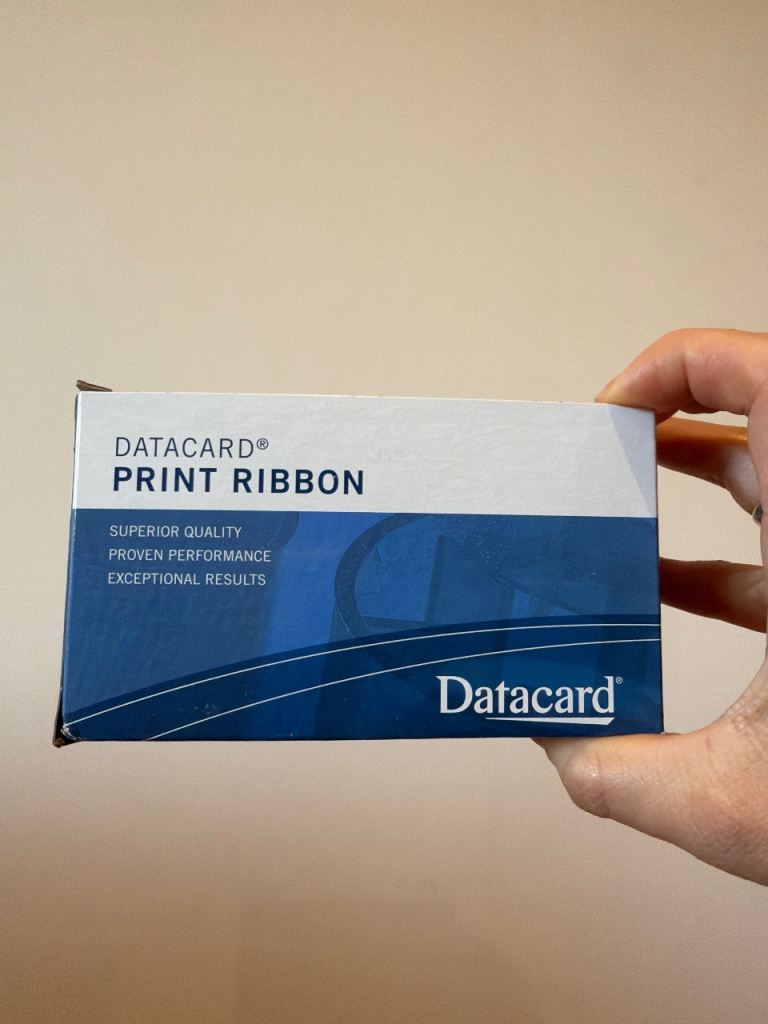 DATACARD®
PRINT RIBBON
SUPERIOR QUALITY
PROVEN PERFORMANCE
EXCEPTIONAL RESULTS
Datacard®